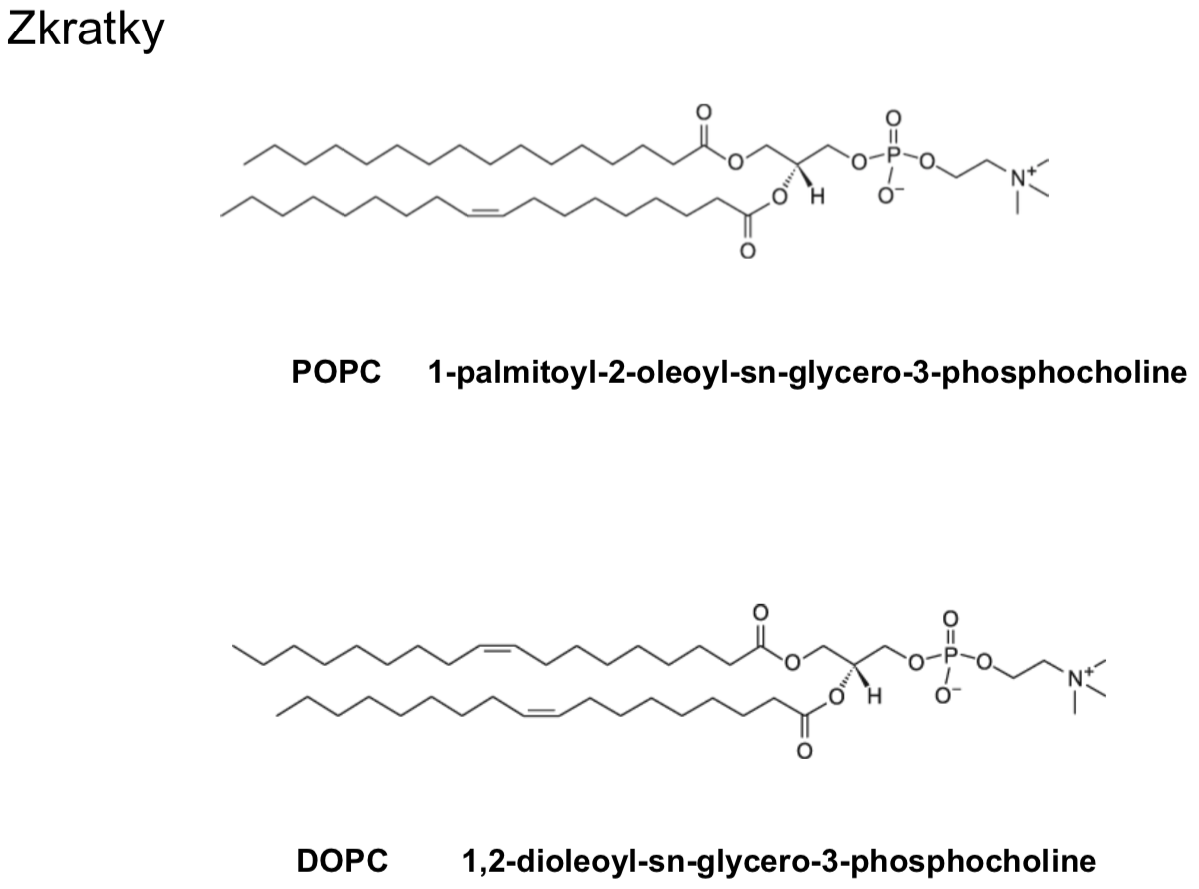 Zkratky
O
O
O
P
O
O
O⁻
N⁺
O
H
O
POPC 1-palmitoyl-2-oleoyl-sn-glycero-3-phosphocholine
O
O
O
P
O
O
O⁻
N⁺
O
H
O
DOPC 1,2-dioleoyl-sn-glycero-3-phosphocholine